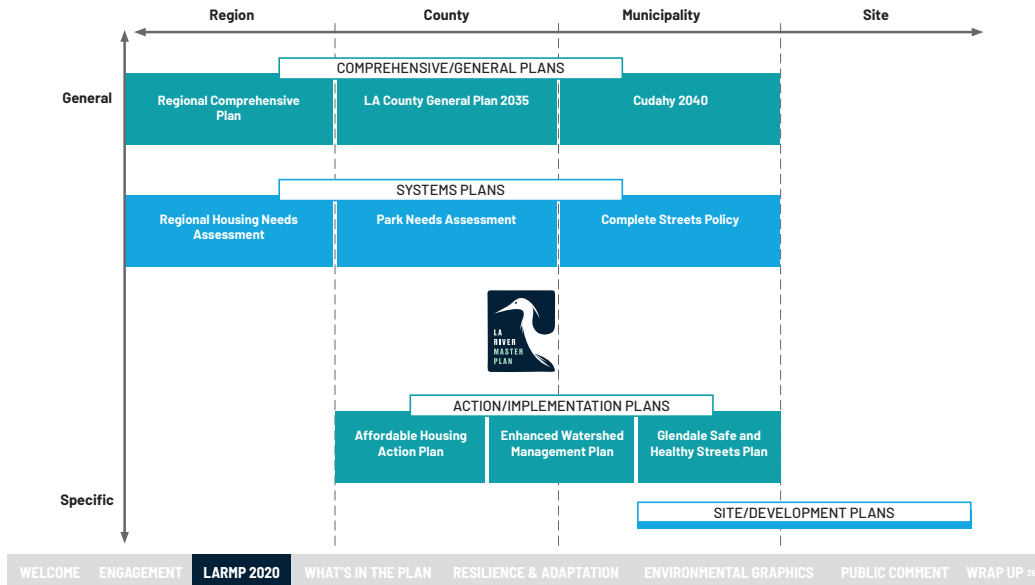 Region
County
Municipality
Site
General
COMPREHENSIVE/GENERAL PLANS
Regional Comprehensive
Plan
LA County General Plan 2035
Cudahy 2040
SYSTEMS PLANS
Regional Housing Needs
Assessment
Park Needs Assessment
Complete Streets Policy
LA
RIVER
MASTER
PLAN
ACTION/IMPLEMENTATION PLANS
Affordable Housing
Action Plan
Enhanced Watershed
Management Plan
Glendale Safe and
Healthy Streets Plan
Specific
SITE/DEVELOPMENT PLANS
WELCOME ENGAGEMENT LARMP 2020 WHAT'S IN THE PLAN RESILIENCE & ADAPTATION ENVIRONMENTAL GRAPHICS PUBLIC COMMENT WRAP UP